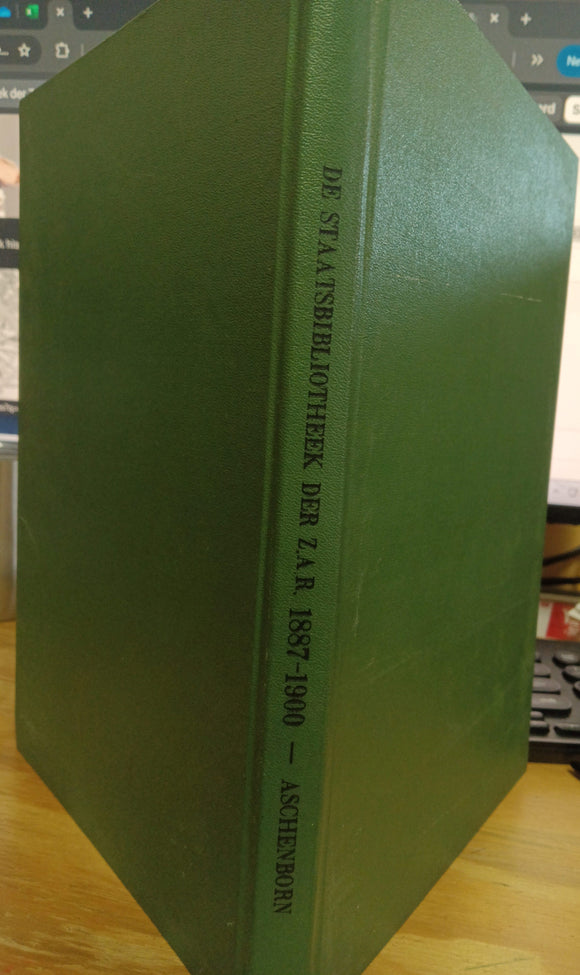 DE STAATSBIBLIOTHEEK DER Z.A.R. 1887-1900 — ASCHENBORN